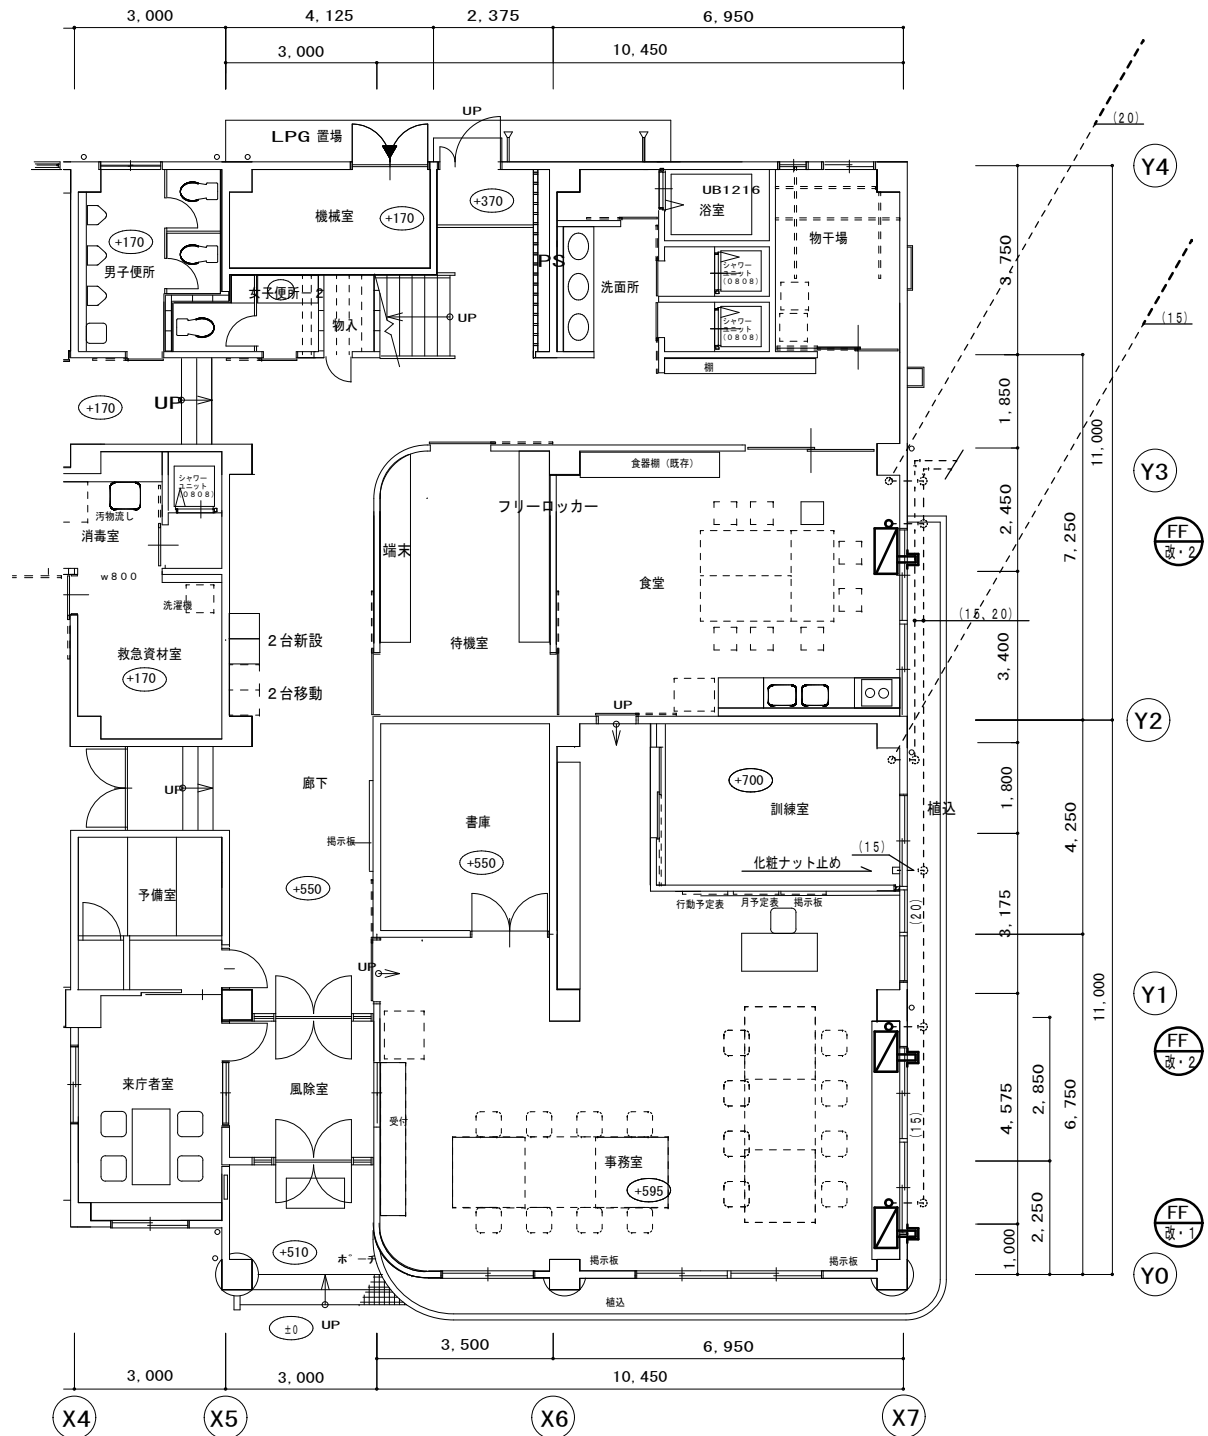 3,000
4,125
2,375
6,950
3,000
10,450
UP
LPG 置場
(20)
Y4
UB1216
浴室
+370
機械室
+170
+170
男子便所
物干場
PS
シャワー
ユニット
(0808)
洗面所
女子便所・2
物入
UP
シャワー
ユニット
(0808)
(15)
3,750
棚
+170
UP
1,850
11,000
食器棚（既存）
Y3
シャワー
ユニット
(0808)
フリーロッカー
汚物流し
消毒室
端末
2,450
7,250
FF
改・2
w800
食堂
洗濯機
(15,20)
２台新設
待機室
救急資材室
+170
２台移動
3,400
UP
Y2
+700
廊下
UP
訓練室
植込
1,800
書庫
掲示板
(15)
+550
化粧ナット止め
4,250
予備室
+550
行動予定表
月予定表
掲示板
(20)
3,175
UP
Y1
11,000
FF
改・2
来庁者室
風除室
受付
4,575
2,850
6,750
(15)
事務室
+595
2,250
FF
改・1
+510
ポーチ
掲示板
掲示板
1,000
Y0
植込
±0
UP
3,500
6,950
3,000
3,000
10,450
X4
X5
X6
X7